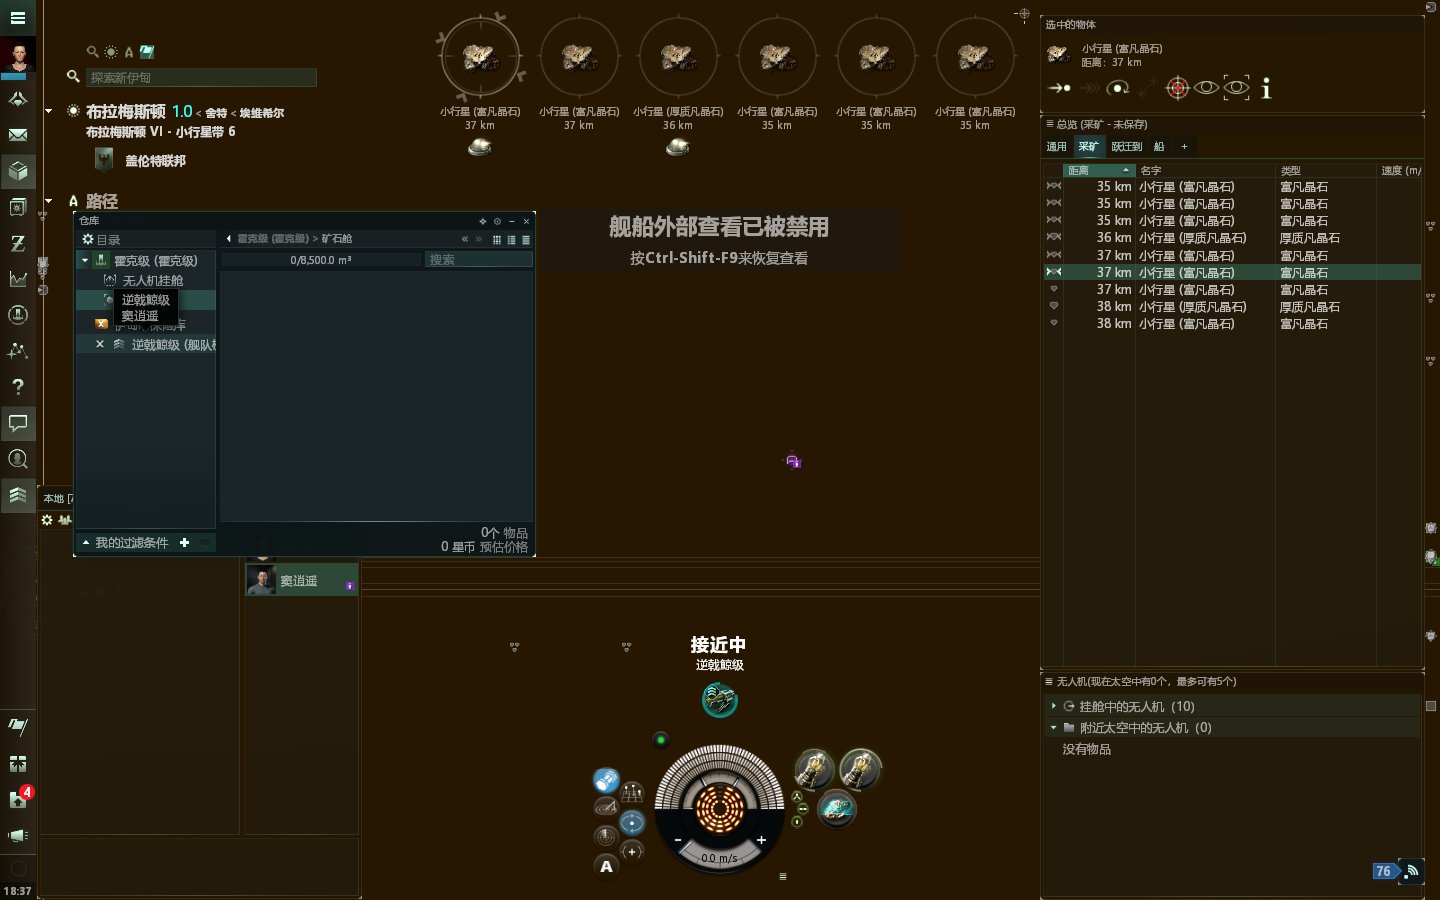 探索新伊甸
布拉梅斯顿 1.0 < 舍特 < 埃维希尔
布拉梅斯顿 VI - 小行星带 6
盖伦特联邦
A 路径
小行星 (富凡晶石)
37 km
小行星 (富凡晶石)
37 km
小行星 (厚质凡晶石)
36 km
小行星 (富凡晶石)
35 km
小行星 (富凡晶石)
35 km
小行星 (富凡晶石)
35 km
舰船外部查看已被禁用
按Ctrl-Shift-F9来恢复查看
仓库
目录
霍克级 (霍克级) > 矿石舱
霍克级 (霍克级)
0/8,500.0 m³
搜索
无人机挂舱
逆戟鲸级
窦逍遥
逆戟鲸级 (舰队
我的过滤条件
0个 物品
0 星币 预估价格
本地
窦逍遥
接近中
逆戟鲸级
0.0 m/s
A
选中的物体
小行星 (富凡晶石)
距离: 37 km
总览 (采矿 - 未保存)
通用 采矿 跃迁到 船 +
距离 名字 类型 速度 (m/
35 km 小行星 (富凡晶石) 富凡晶石
35 km 小行星 (富凡晶石) 富凡晶石
35 km 小行星 (富凡晶石) 富凡晶石
36 km 小行星 (厚质凡晶石) 厚质凡晶石
37 km 小行星 (富凡晶石) 富凡晶石
37 km 小行星 (富凡晶石) 富凡晶石
37 km 小行星 (富凡晶石) 富凡晶石
38 km 小行星 (厚质凡晶石) 厚质凡晶石
38 km 小行星 (富凡晶石) 富凡晶石
无人机(现在太空中有0个，最多可有5个)
挂舱中的无人机 (10)
附近太空中的无人机 (0)
没有物品
76
4
18:37